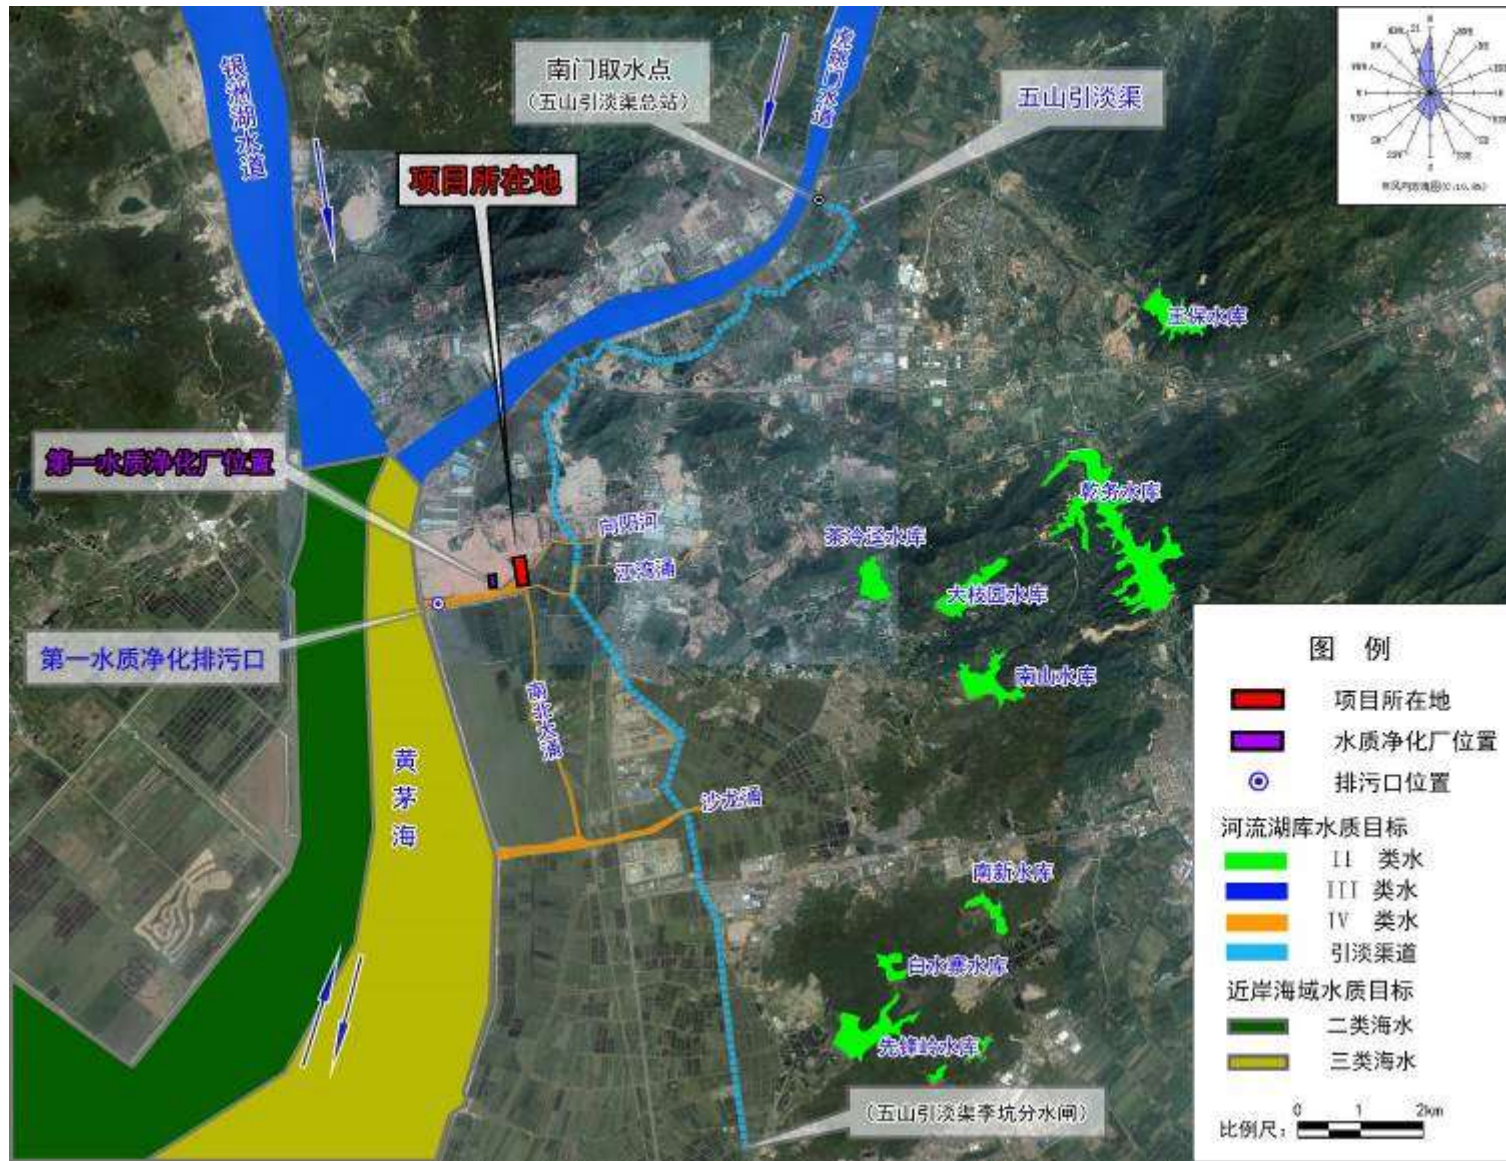 银洲湖水道
虎跳门水道
南门取水点
(五山引淡渠总站)
五山引淡渠
项目所在地
玉保水库
第一水质净化厂位置
乾务水库
向阳河
茶冷迳水库
江湾涌
大枝园水库
第一水质净化排污口
南山水库
南北大涌
黄茅海
沙龙涌
南新水库
白水寨水库
先锋岭水库
(五山引淡渠李坑分水闸)
图 例
项目所在地
水质净化厂位置
排污口位置
河流湖库水质目标
II 类水
III 类水
IV 类水
引淡渠道
近岸海域水质目标
二类海水
三类海水
0 1 2km
比例尺: